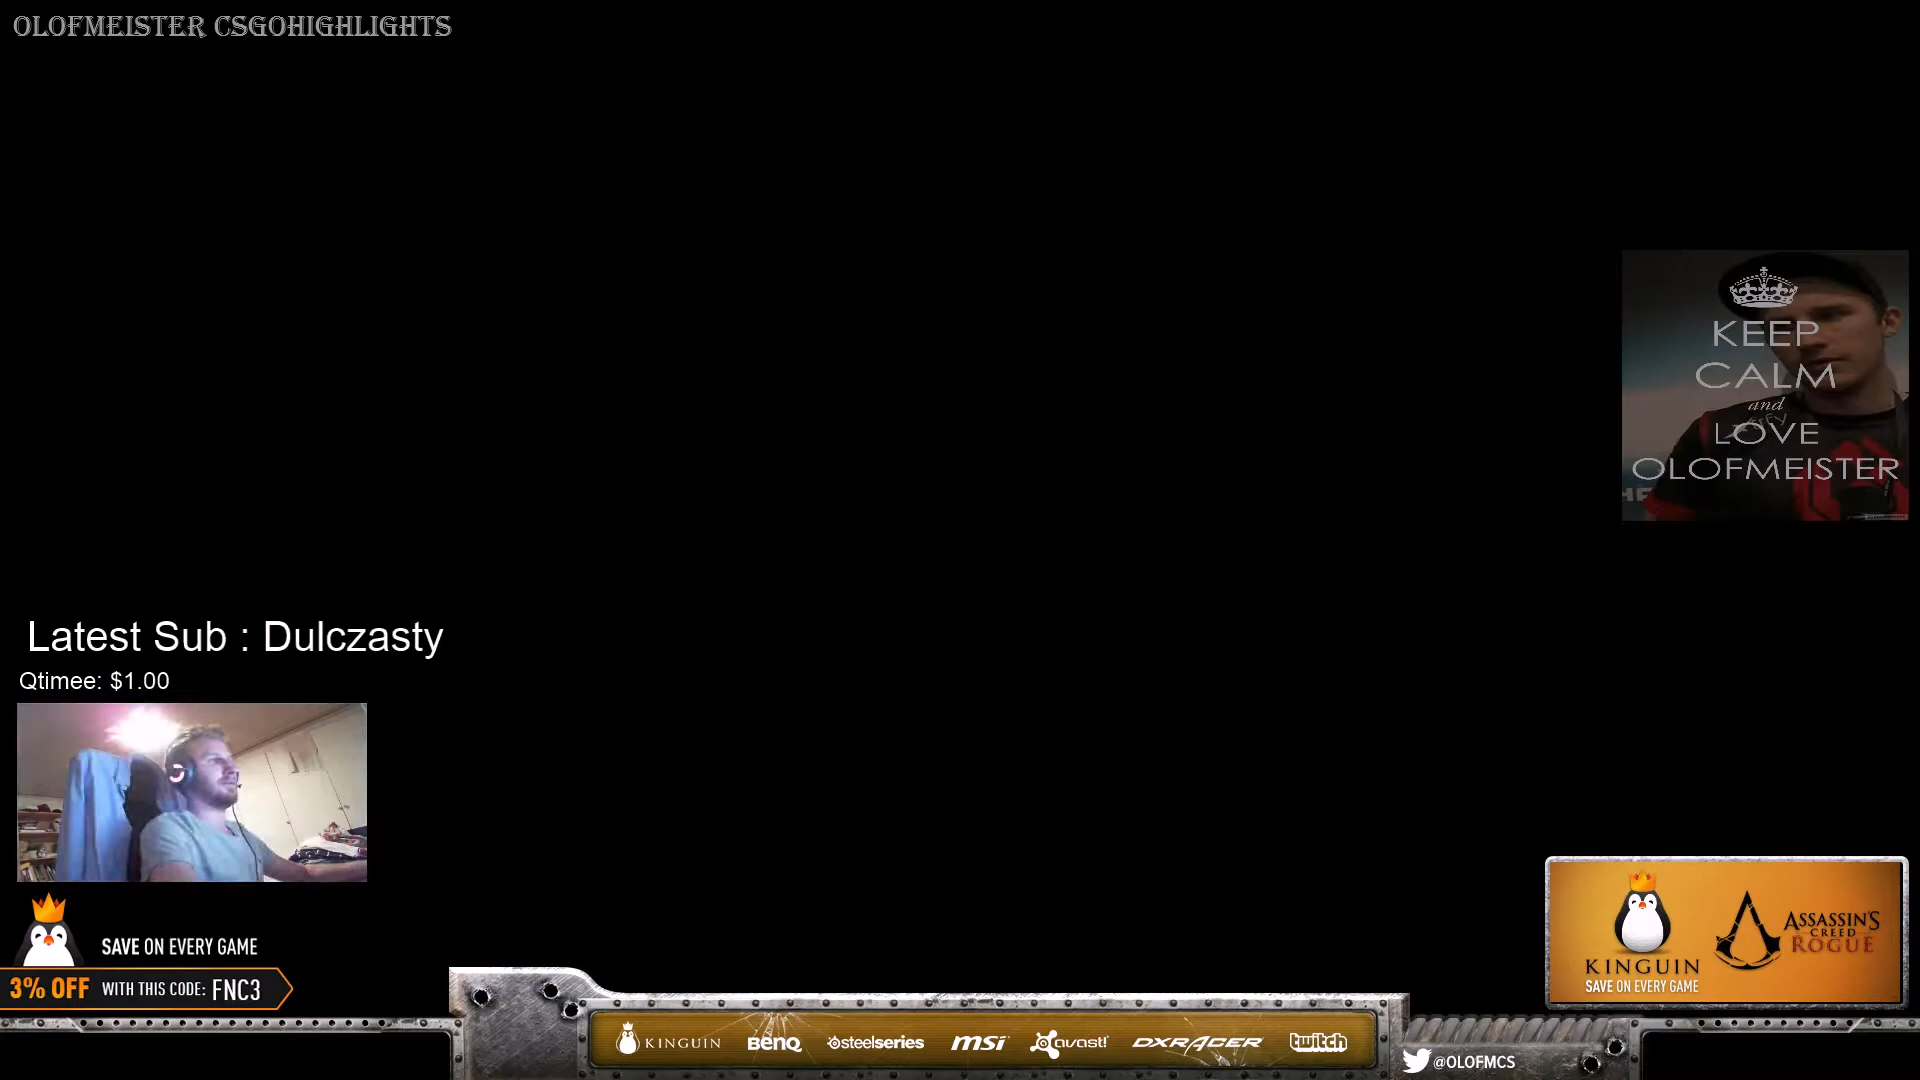 OLOFMEISTER CSGOHIGHLIGHTS
KEEP
CALM
and
LOVE
OLOFMEISTER
Latest Sub : Dulczasty
Qtimee: $1.00
SAVE ON EVERY GAME
3% OFF WITH THIS CODE: FNC3
ASSASSIN'S
CREED
ROGUE
KINGUIN
SAVE ON EVERY GAME
KINGUIN BENQ steelseries msi avast! DXRACER twitch
@OLOFMCS